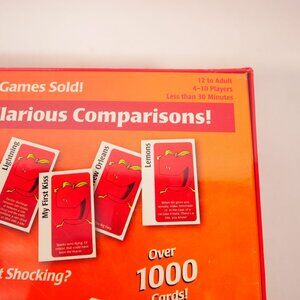 Games Sold!
12 to Adult
4–10 Players
Less than 30 Minutes
larious Comparisons!
Lightning
My First Kiss
New Orleans
Lemons
t Shocking?
Over
1000
Cards!